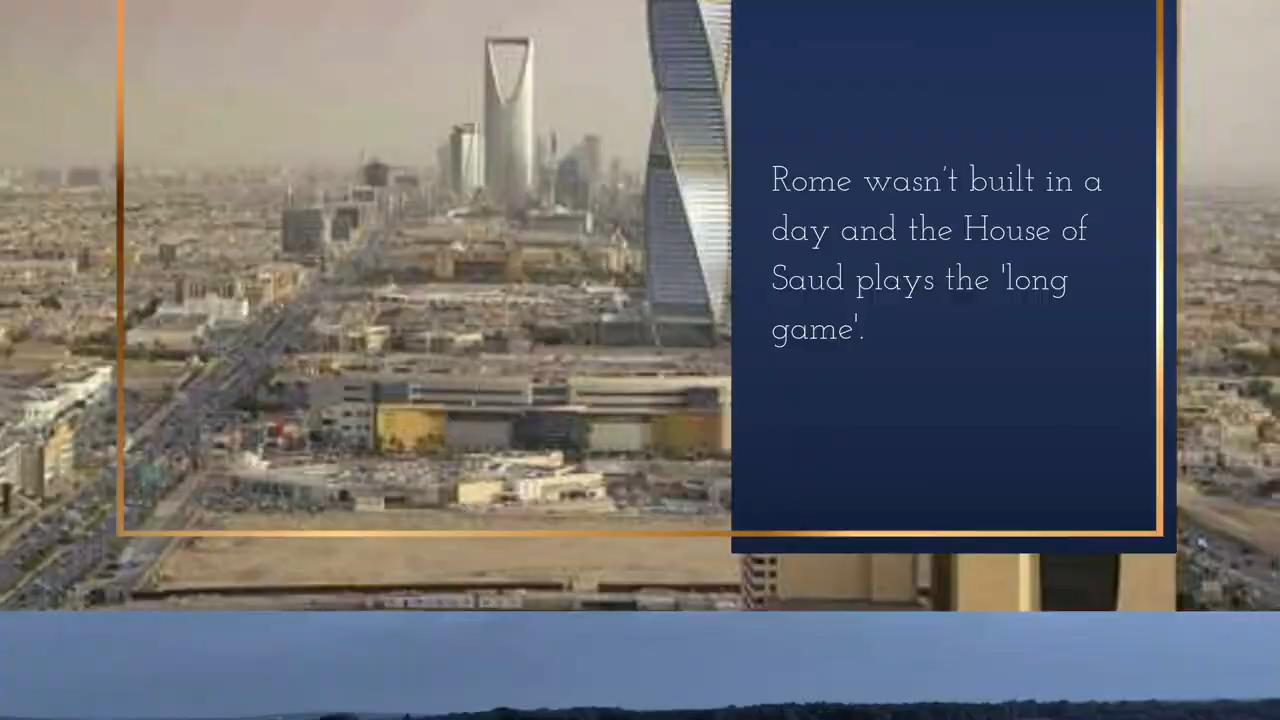 Rome wasn't built in a
day and the House of
Saud plays the 'long
game'.